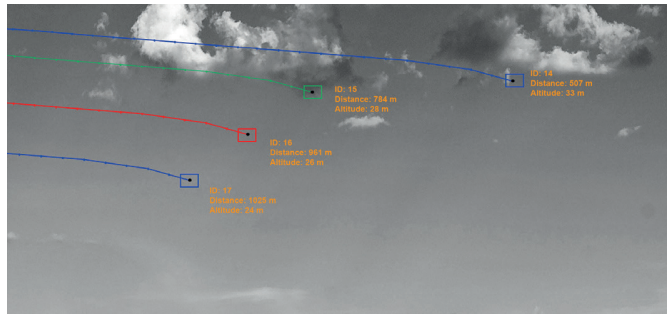 ID: 14
Distance: 507 m
Altitude: 33 m
ID: 15
Distance: 784 m
Altitude: 28 m
ID: 16
Distance: 961 m
Altitude: 26 m
ID: 17
Distance: 1025 m
Altitude: 24 m